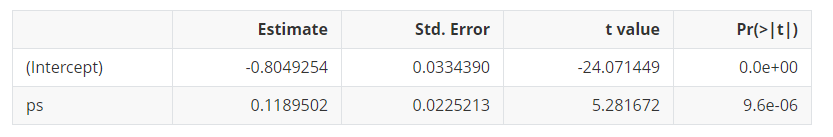 Estimate Std. Error t value Pr(>|t|)
(Intercept) -0.8049254 0.0334390 -24.071449 0.0e+00
ps 0.1189502 0.0225213 5.281672 9.6e-06